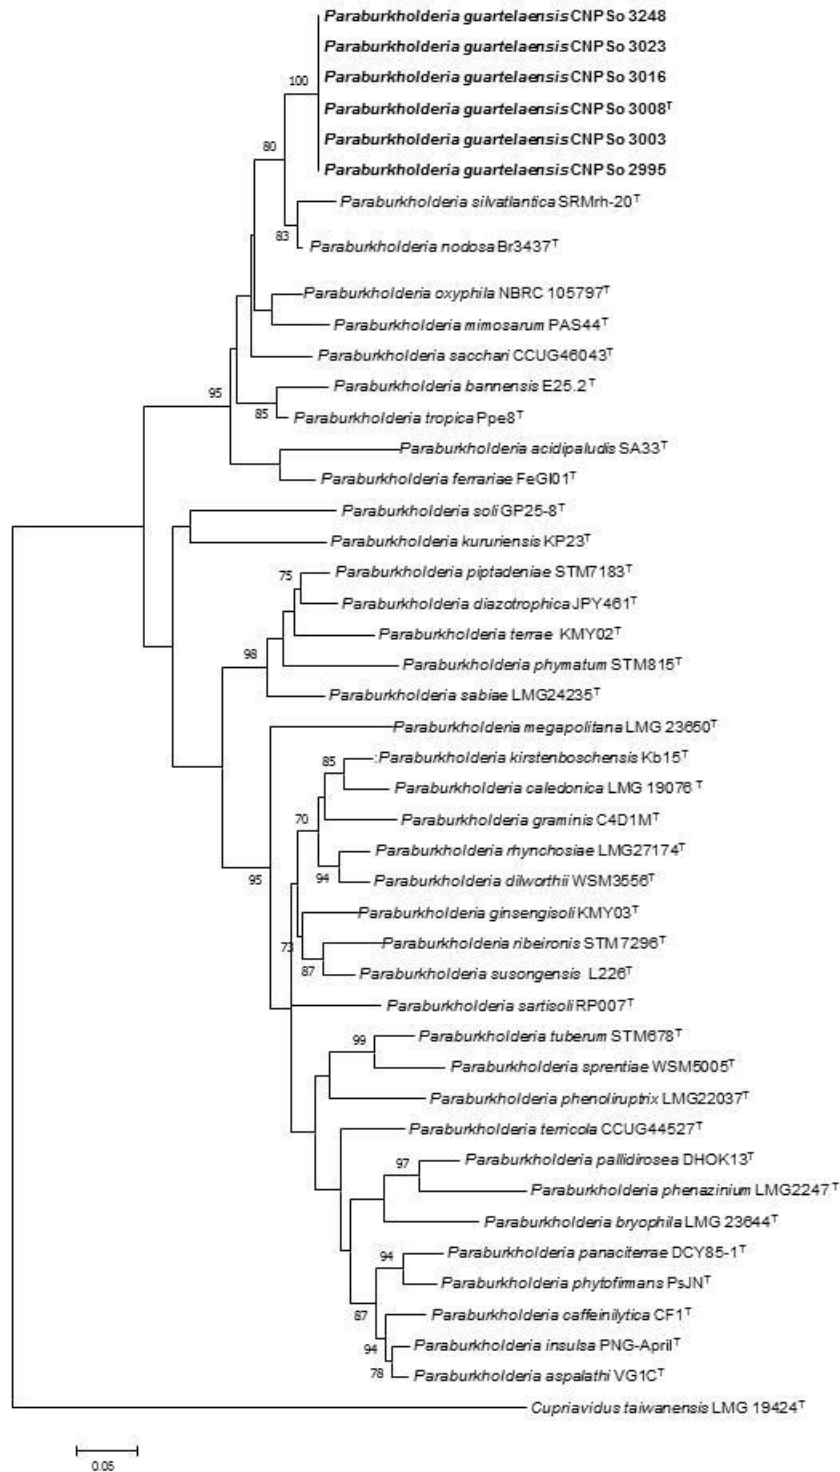 Paraburkholderia guartelaensis CNPSo 3248
Paraburkholderia guartelaensis CNPSo 3023
100
Paraburkholderia guartelaensis CNPSo 3016
Paraburkholderia guartelaensis CNPSo 3008ᵀ
Paraburkholderia guartelaensis CNPSo 3003
80
Paraburkholderia guartelaensis CNPSo 2995
Paraburkholderia silvatlantica SRMrh-20ᵀ
83
Paraburkholderia nodosa Br3437ᵀ
Paraburkholderia oxyphila NBRC 105797ᵀ
Paraburkholderia mimosarum PAS44ᵀ
Paraburkholderia sacchari CCUG46043ᵀ
Paraburkholderia bannensis E25.2ᵀ
95
85
Paraburkholderia tropica Ppe8ᵀ
Paraburkholderia acidipaludis SA33ᵀ
Paraburkholderia ferrariae FeGl01ᵀ
Paraburkholderia soli GP25-8ᵀ
Paraburkholderia kururiensis KP23ᵀ
75
Paraburkholderia piptadeniae STM7183ᵀ
Paraburkholderia diazotrophica JPY461ᵀ
Paraburkholderia terrae KMY02ᵀ
98
Paraburkholderia phymatum STM815ᵀ
Paraburkholderia sabiae LMG24235ᵀ
Paraburkholderia megapolitana LMG 23650ᵀ
85
:Paraburkholderia kirstenboschensis Kb15ᵀ
Paraburkholderia caledonica LMG 19076 ᵀ
70
Paraburkholderia graminis C4D1Mᵀ
Paraburkholderia rhynchosiae LMG27174ᵀ
95
94
Paraburkholderia dilworthii WSM3556ᵀ
Paraburkholderia ginsengisoli KMY03ᵀ
73
Paraburkholderia ribeironis STM7296ᵀ
87
Paraburkholderia susongensis L226ᵀ
Paraburkholderia sartisoli RP007ᵀ
99
Paraburkholderia tuberum STM678ᵀ
Paraburkholderia sprentiae WSM5005ᵀ
Paraburkholderia phenoliruptrix LMG22037ᵀ
Paraburkholderia terricola CCUG44527ᵀ
97
Paraburkholderia pallidirosea DHOK13ᵀ
Paraburkholderia phenazinium LMG2247ᵀ
Paraburkholderia bryophila LMG 23644ᵀ
94
Paraburkholderia panaciterrae DCY85-1ᵀ
Paraburkholderia phytofirmans PsJNᵀ
87
Paraburkholderia caffeinilytica CF1ᵀ
94
Paraburkholderia insulsa PNG-Aprilᵀ
78
Paraburkholderia aspalathi VG1Cᵀ
Cupriavidus taiwanensis LMG 19424ᵀ
0.05